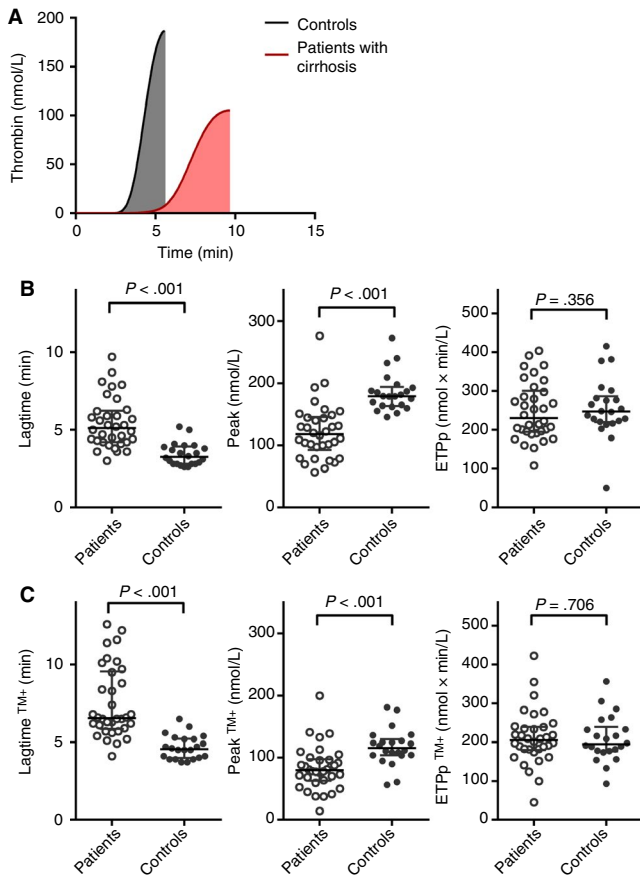 A
Thrombin (nmol/L)
200
150
100
50
0
0
5
10
15
Time (min)
Controls
Patients with
cirrhosis
B
P < .001
Lagtime (min)
10
5
0
Patients
Controls
P < .001
Peak (nmol/L)
300
200
100
0
Patients
Controls
P = .356
ETPp (nmol × min/L)
500
400
300
200
100
0
Patients
Controls
C
P < .001
Lagtime TM+ (min)
10
5
0
Patients
Controls
P < .001
Peak TM+ (nmol/L)
300
200
100
0
Patients
Controls
P = .706
ETPp TM+ (nmol × min/L)
500
400
300
200
100
0
Patients
Controls